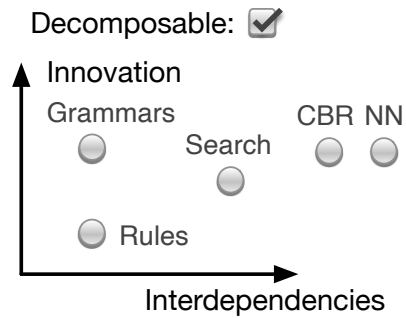 Decomposable:
Innovation
Grammars
CBR NN
Search
Rules
Interdependencies